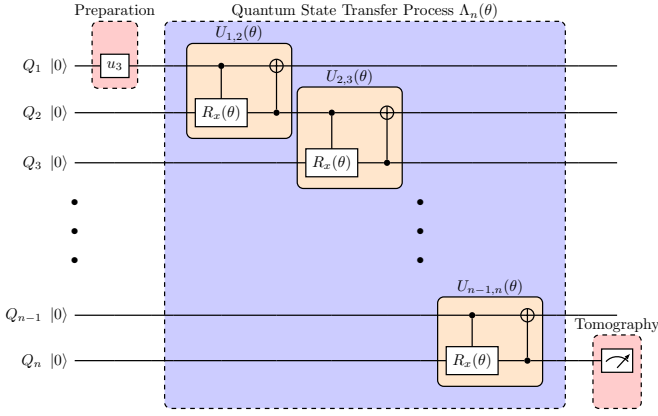 Preparation
Quantum State Transfer Process Λₙ(θ)
U₁,₂(θ)
Q₁ |0⟩ u₃
U₂,₃(θ)
Q₂ |0⟩ Rₓ(θ)
Q₃ |0⟩ Rₓ(θ)
Uₙ₋₁,ₙ(θ)
Qₙ₋₁ |0⟩
Tomography
Qₙ |0⟩ Rₓ(θ)